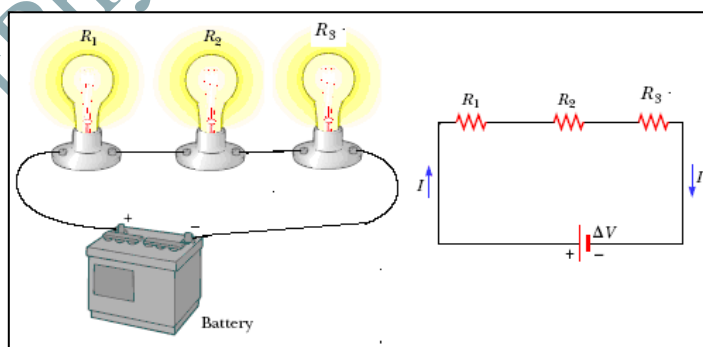 R1 R2 R3
+ −
Battery
R1 R2 R3
I I
ΔV
+ −